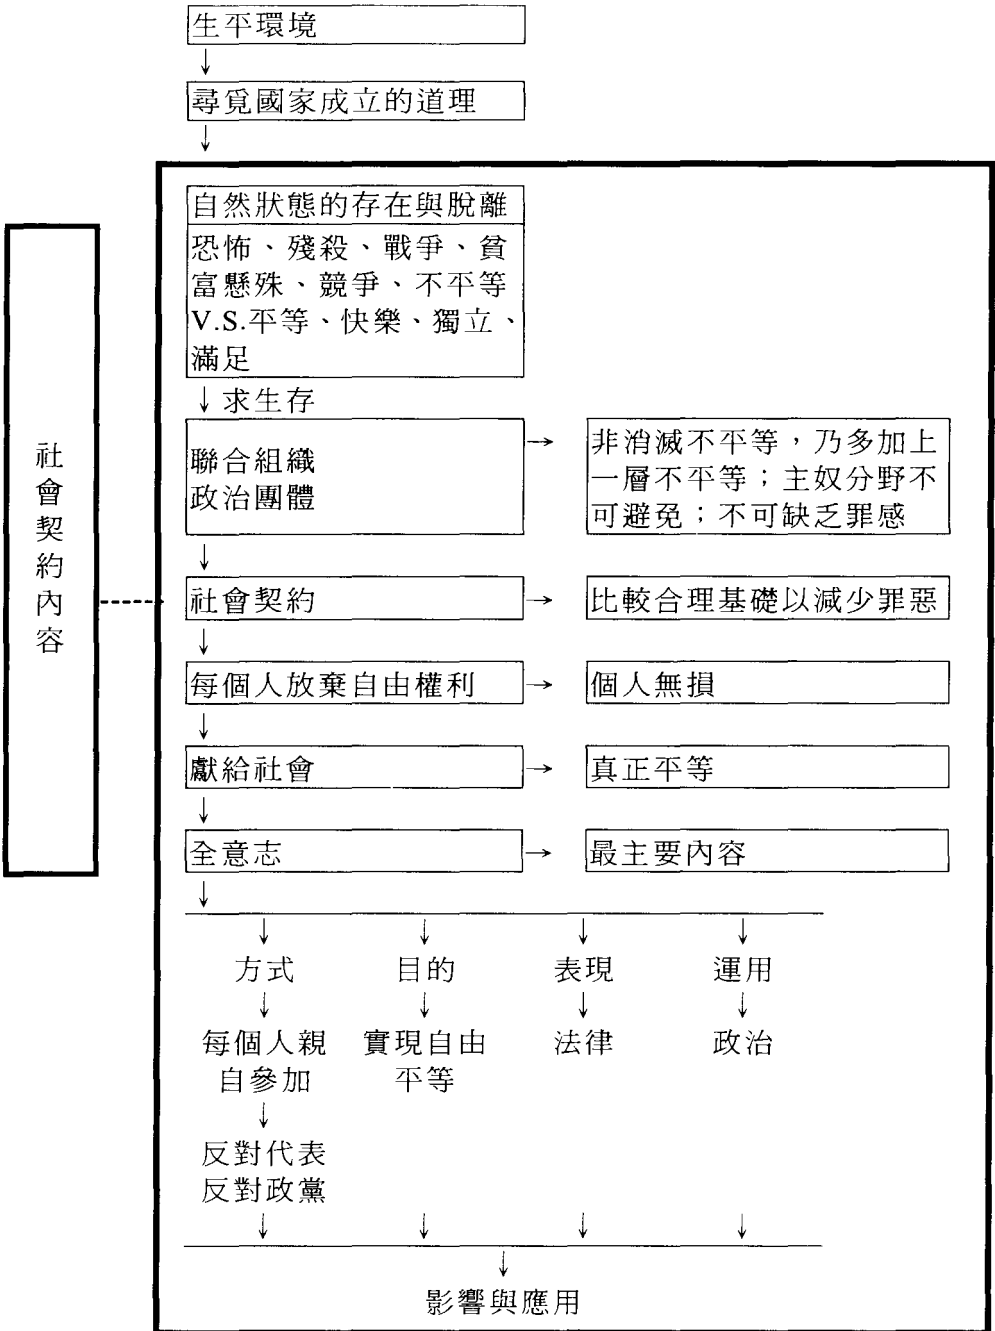 生平環境
尋覓國家成立的道理
社會契約內容
自然狀態的存在與脫離
恐怖、殘殺、戰爭、貧
富懸殊、競爭、不平等
V.S.平等、快樂、獨立、
滿足
求生存
聯合組織
政治團體
非消滅不平等，乃多加上
一層不平等；主奴分野不
可避免；不可缺乏罪感
社會契約
比較合理基礎以減少罪惡
每個人放棄自由權利
個人無損
獻給社會
真正平等
全意志
最主要內容
方式
目的
表現
運用
每個人親
自參加
實現自由
平等
法律
政治
反對代表
反對政黨
影響與應用